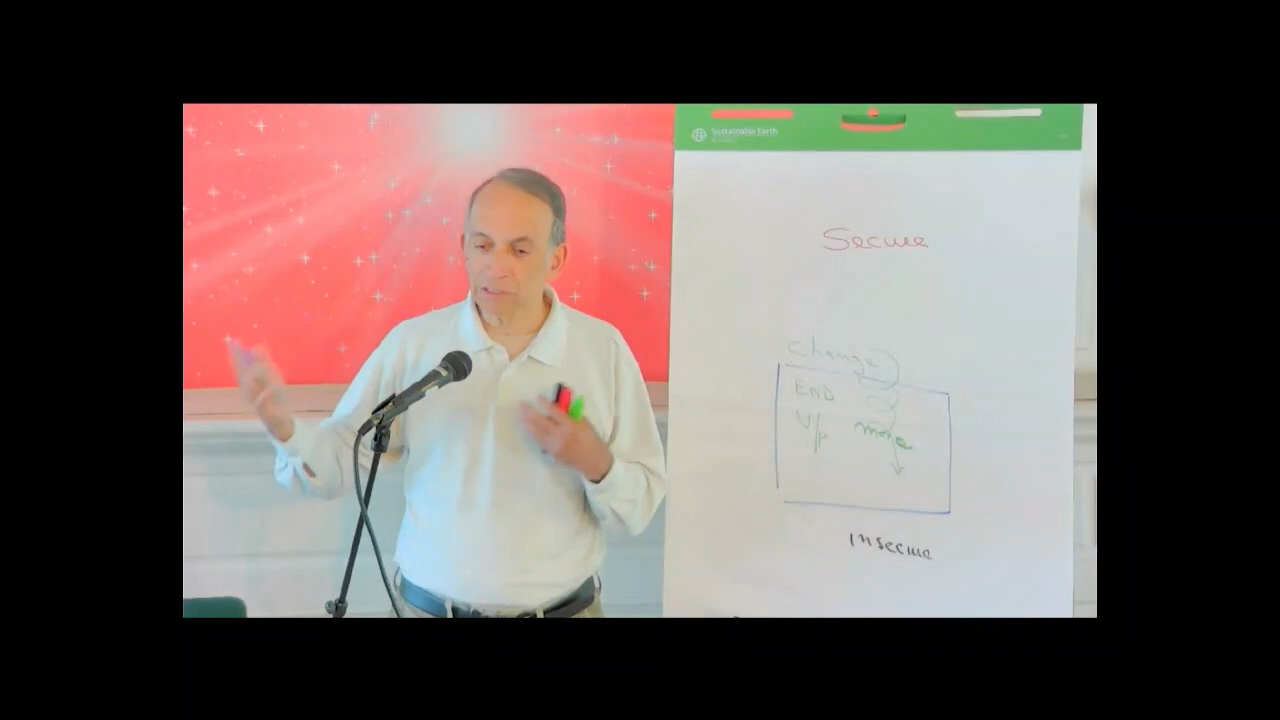 Sustainable Earth
Secure
change
END
V/p more
insecure